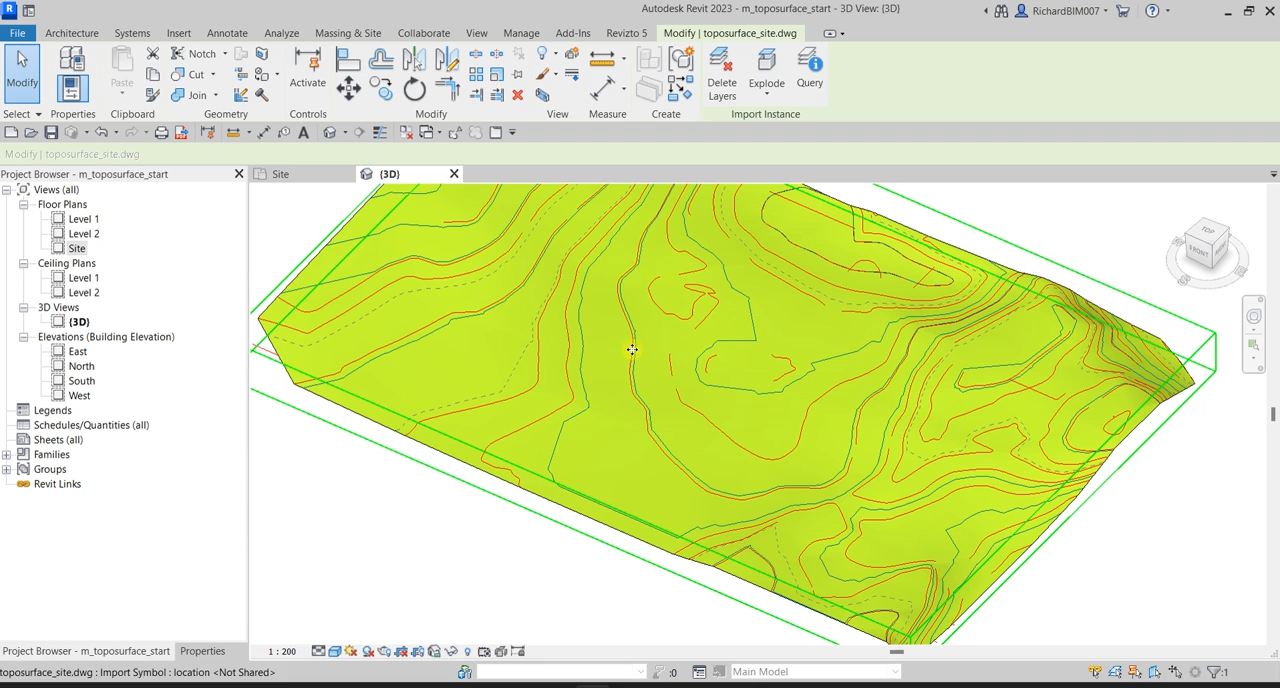 Autodesk Revit 2023 - m_toposurface_start - 3D View: {3D}
RichardBIM007
File Architecture Systems Insert Annotate Analyze Massing & Site Collaborate View Manage Add-Ins Revizto 5 Modify | toposurface_site.dwg
Modify
Paste
Notch
Cut
Join
Activate
Delete
Layers
Explode
Query
Select Properties Clipboard Geometry Controls Modify View Measure Create Import Instance
Modify | toposurface_site.dwg
Project Browser - m_toposurface_start
Site
{3D}
Views (all)
Floor Plans
Level 1
Level 2
Site
Ceiling Plans
Level 1
Level 2
3D Views
{3D}
Elevations (Building Elevation)
East
North
South
West
Legends
Schedules/Quantities (all)
Sheets (all)
Families
Groups
Revit Links
TOP
FRONT
Project Browser - m_toposurface_start Properties
1 : 200
toposurface_site.dwg : Import Symbol : location <Not Shared>
:0
Main Model
:1